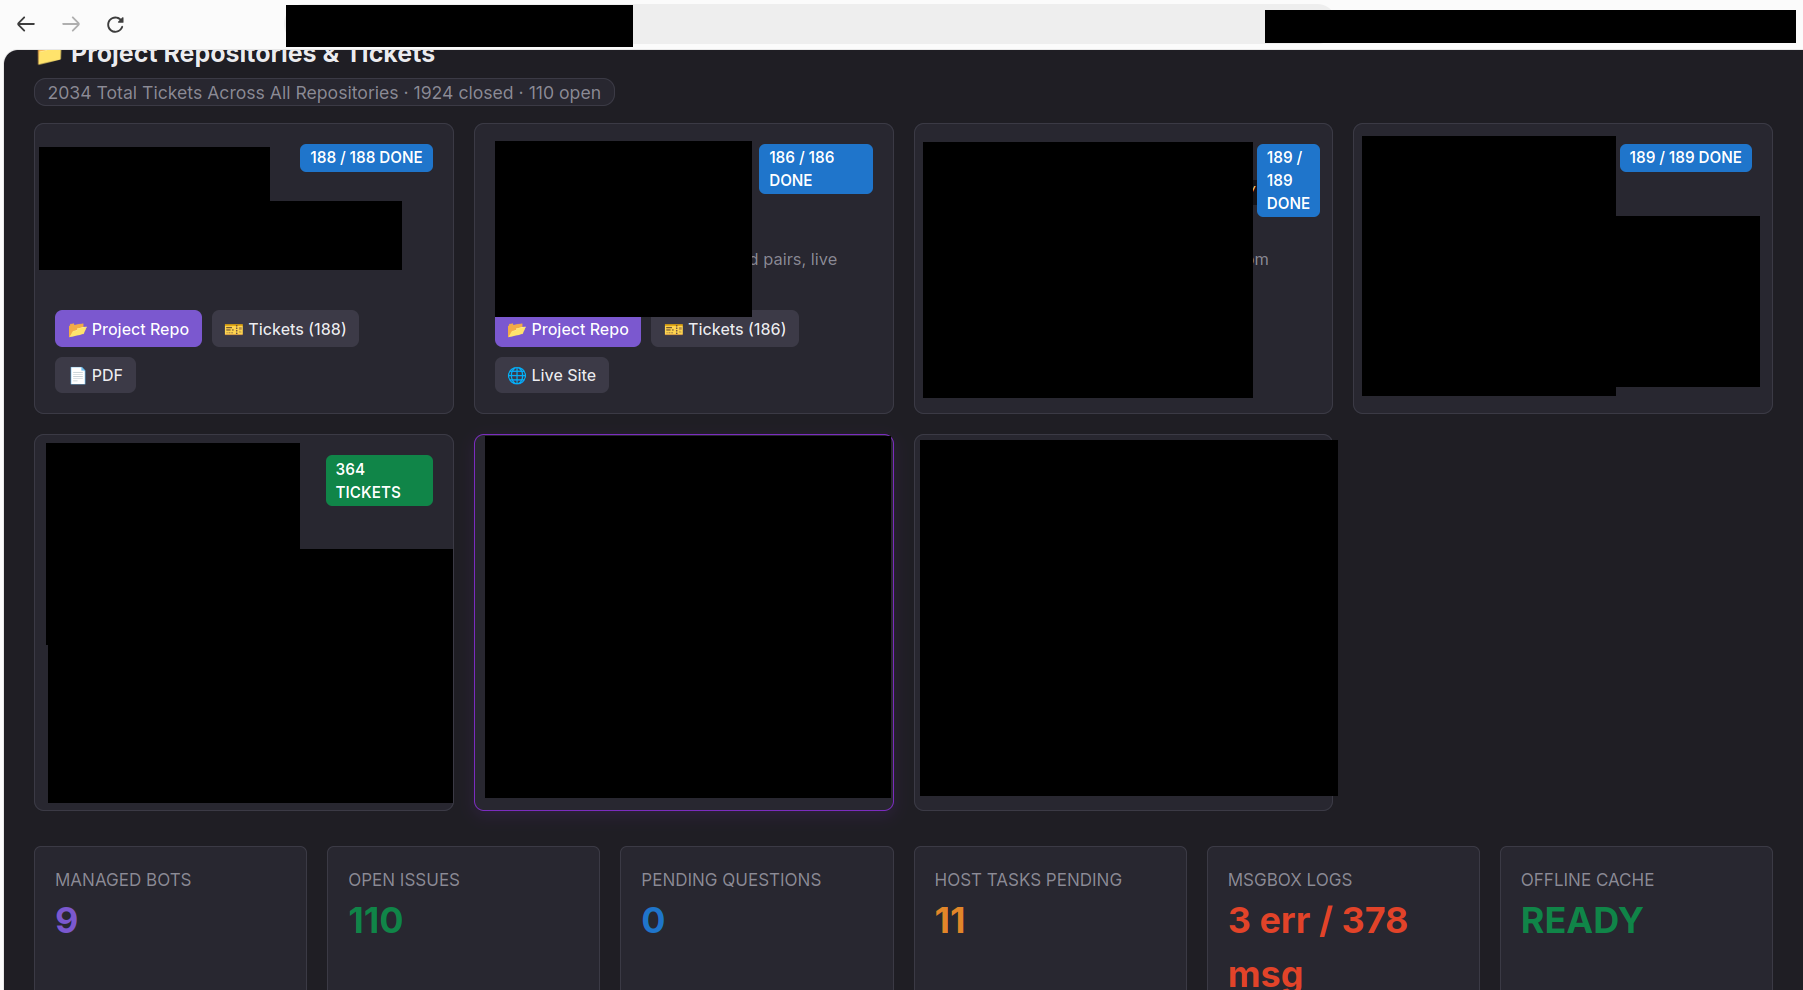 Project Repositories & Tickets
2034 Total Tickets Across All Repositories · 1924 closed · 110 open
188 / 188 DONE
Project Repo
Tickets (188)
PDF
186 / 186
DONE
pairs, live
Project Repo
Tickets (186)
Live Site
189 /
189
DONE
189 / 189 DONE
364
TICKETS
MANAGED BOTS
9
OPEN ISSUES
110
PENDING QUESTIONS
0
HOST TASKS PENDING
11
MSGBOX LOGS
3 err / 378
msg
OFFLINE CACHE
READY